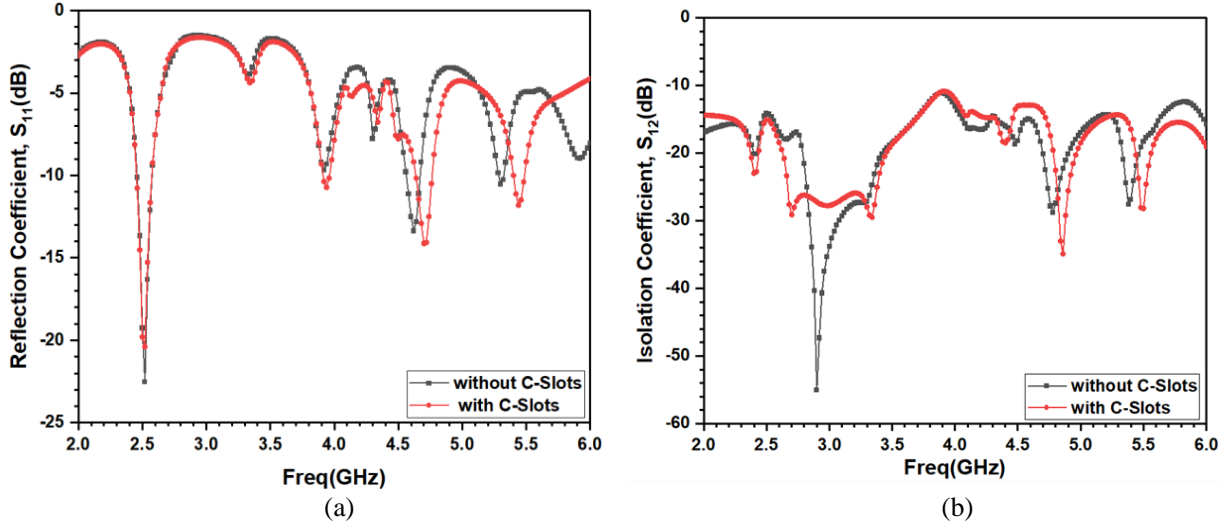 Reflection Coefficient, S11(dB)
0
-5
-10
-15
-20
-25
without C-Slots
with C-Slots
2.0 2.5 3.0 3.5 4.0 4.5 5.0 5.5 6.0
Freq(GHz)
(a)
Isolation Coefficient, S12(dB)
0
-10
-20
-30
-40
-50
-60
without C-Slots
with C-Slots
2.0 2.5 3.0 3.5 4.0 4.5 5.0 5.5 6.0
Freq(GHz)
(b)